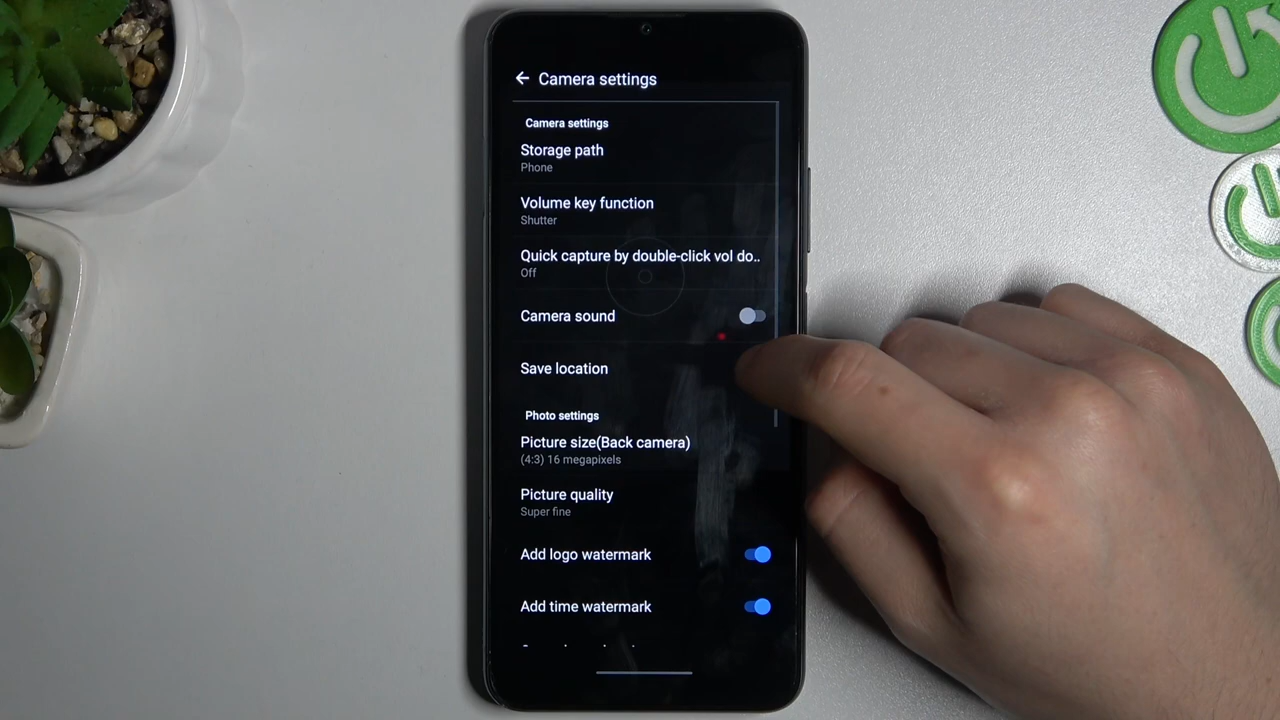 Camera settings
Camera settings
Storage path
Phone
Volume key function
Shutter
Quick capture by double-click vol do..
Off
Camera sound
Save location
Photo settings
Picture size(Back camera)
(4:3) 16 megapixels
Picture quality
Super fine
Add logo watermark
Add time watermark